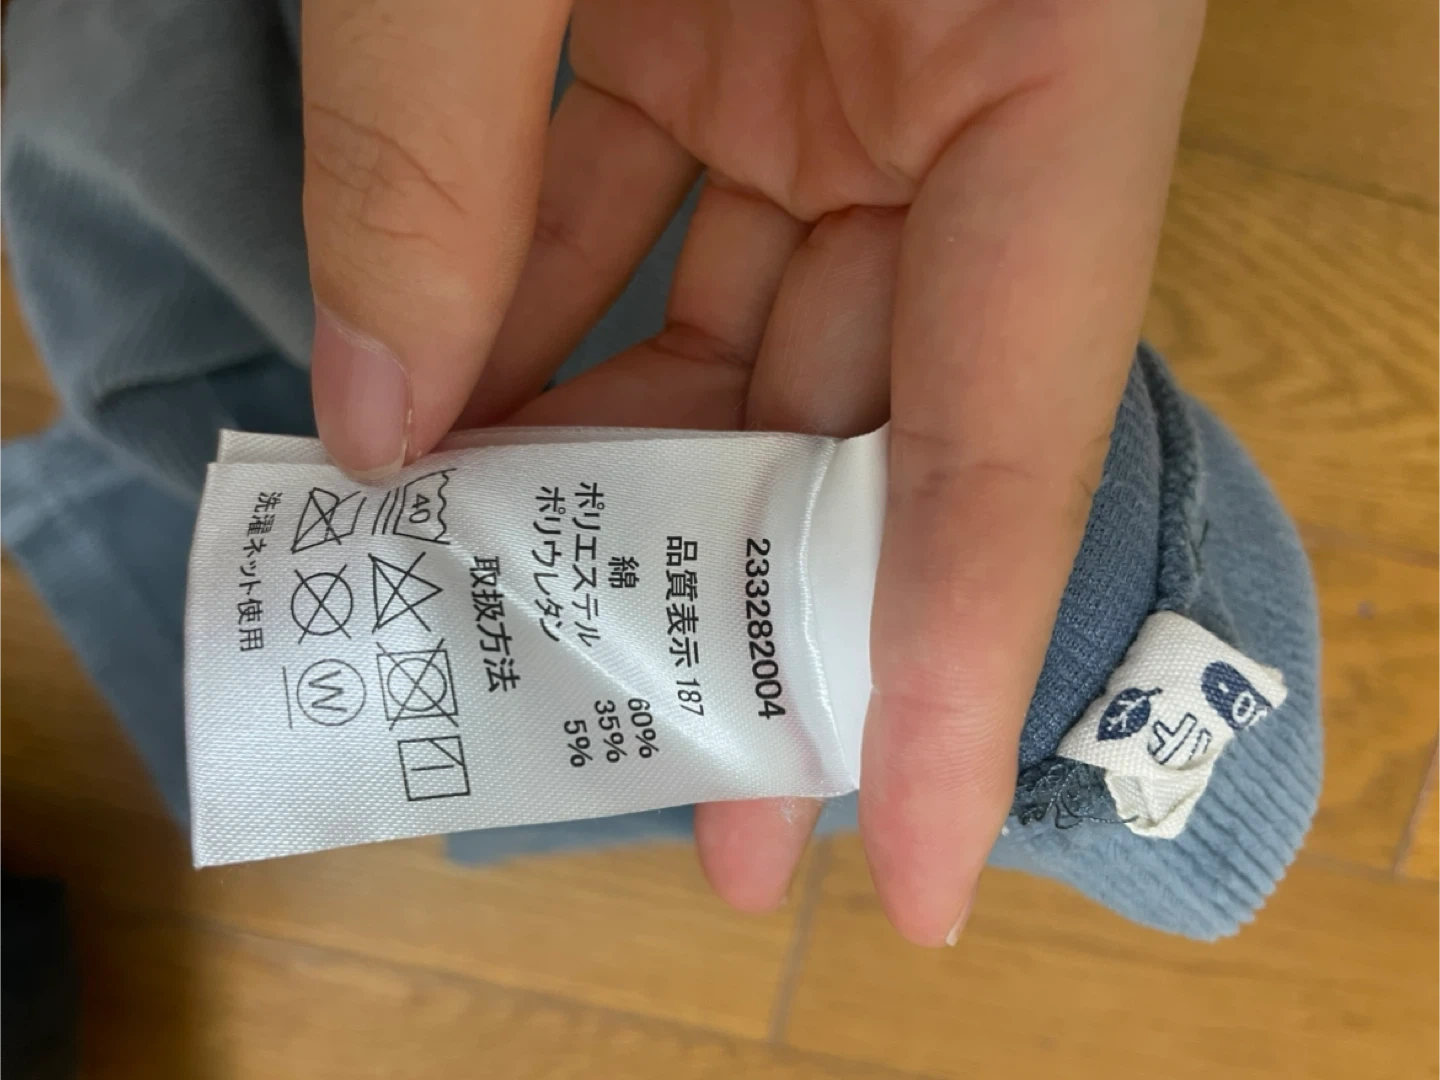 2333282004
品質表示 187
綿 60%
ポリエステル 35%
ポリウレタン 5%
取扱方法
40
W
洗濯ネット使用